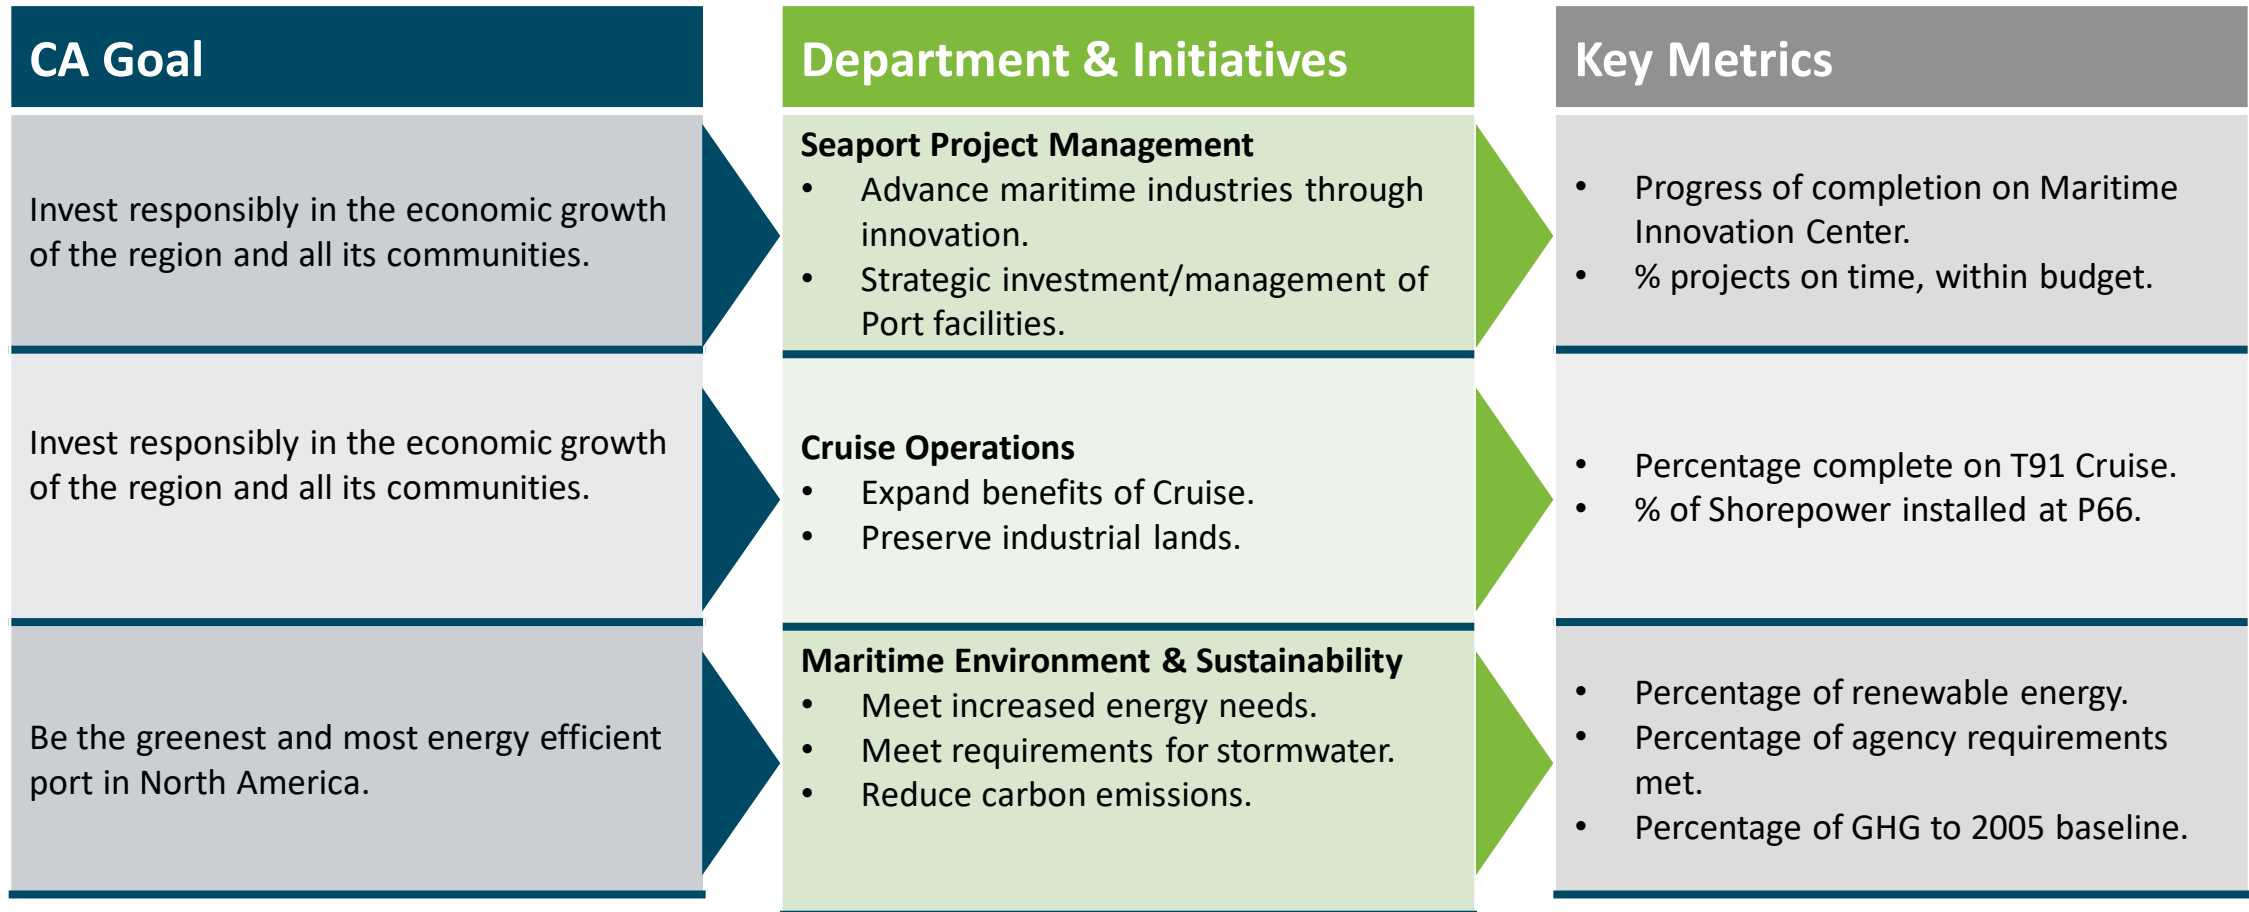 CA Goal
Department & Initiatives
Key Metrics
Invest responsibly in the economic growth
of the region and all its communities.
Seaport Project Management
• Advance maritime industries through
innovation.
• Strategic investment/management of
Port facilities.
• Progress of completion on Maritime
Innovation Center.
• % projects on time, within budget.
Invest responsibly in the economic growth
of the region and all its communities.
Cruise Operations
• Expand benefits of Cruise.
• Preserve industrial lands.
• Percentage complete on T91 Cruise.
• % of Shorepower installed at P66.
Be the greenest and most energy efficient
port in North America.
Maritime Environment & Sustainability
• Meet increased energy needs.
• Meet requirements for stormwater.
• Reduce carbon emissions.
• Percentage of renewable energy.
• Percentage of agency requirements
met.
• Percentage of GHG to 2005 baseline.